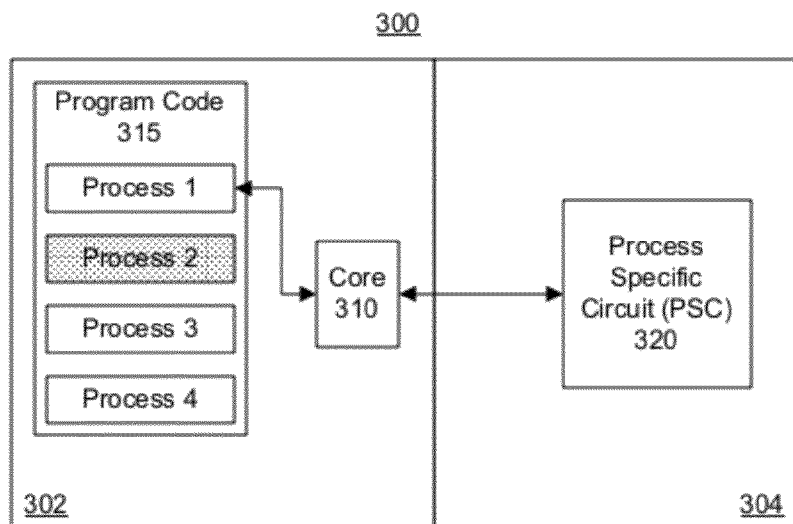 300
Program Code
315
Process 1
Process 2
Process 3
Process 4
Core
310
Process
Specific
Circuit (PSC)
320
302
304